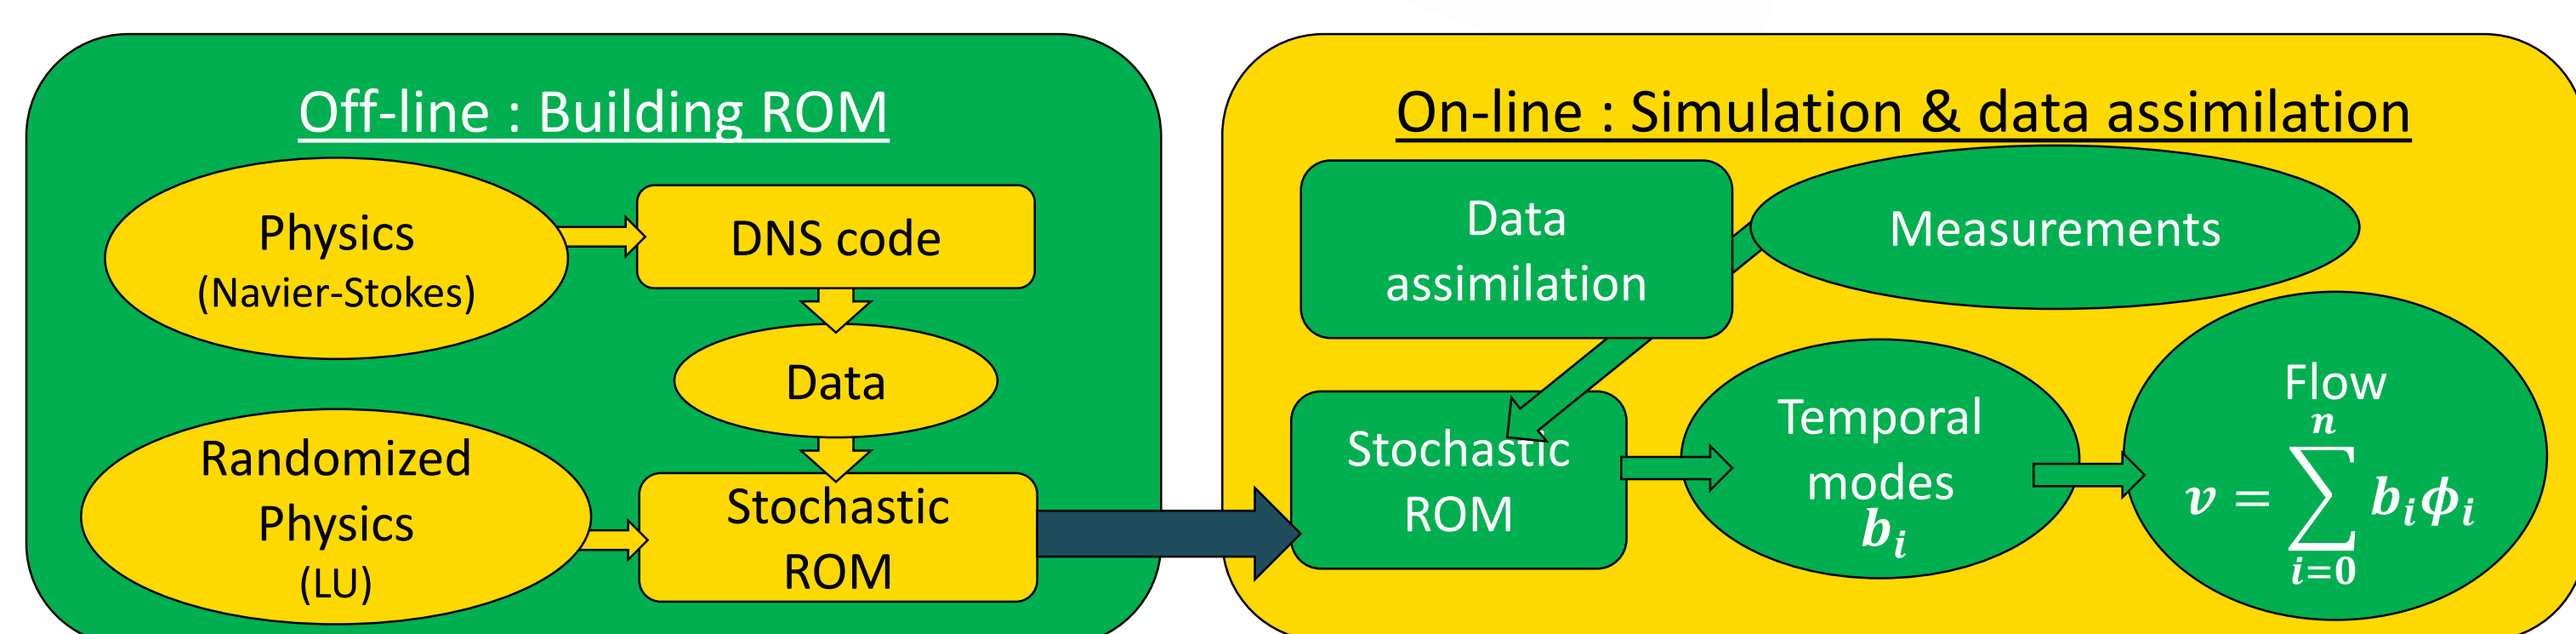 Off-line : Building ROM
Physics
(Navier-Stokes)
DNS code
Data
Randomized
Physics
(LU)
Stochastic
ROM
On-line : Simulation & data assimilation
Data
assimilation
Measurements
Stochastic
ROM
Temporal
modes
b_i
Flow
v = ∑_{i=0}^{n} b_i ϕ_i